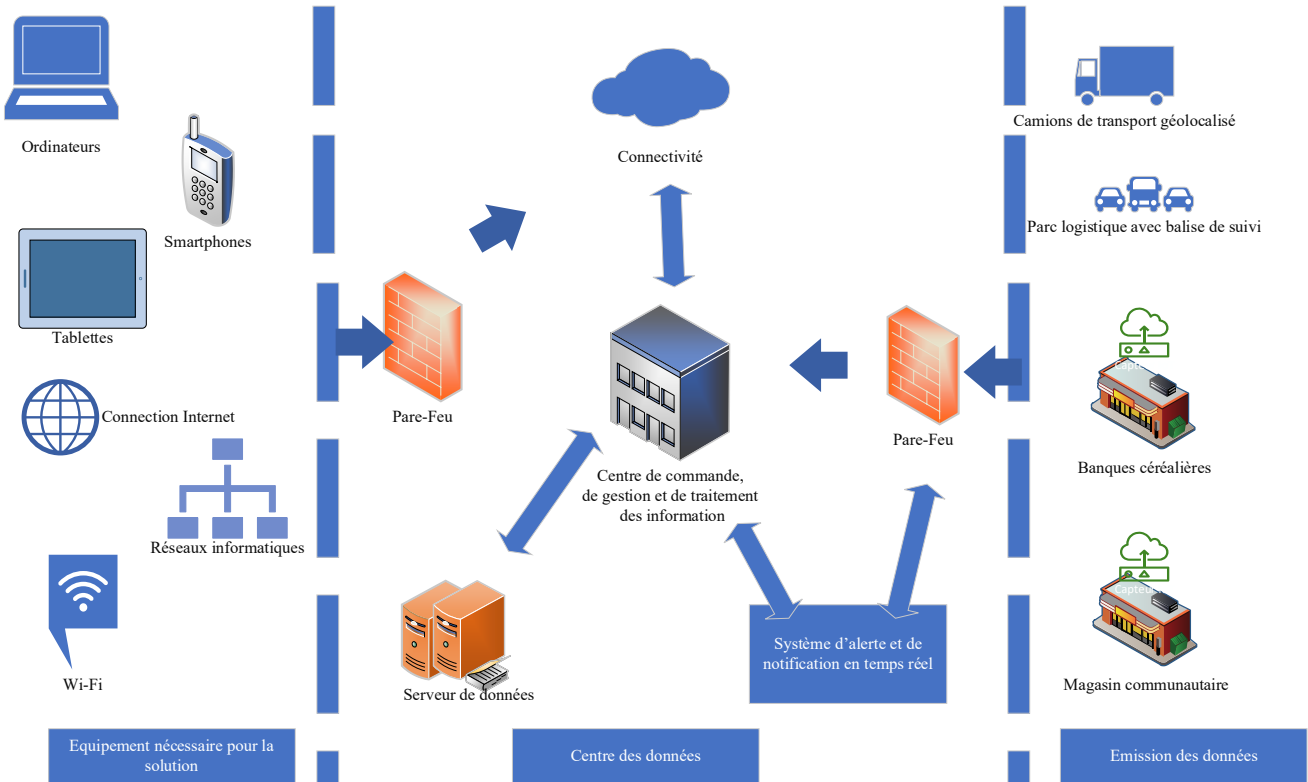 Ordinateurs
Smartphones
Tablettes
Connection Internet
Réseaux informatiques
Wi-Fi
Equipement nécessaire pour la
solution
Connectivité
Pare-Feu
Centre de commande,
de gestion et de traitement
des information
Pare-Feu
Serveur de données
Système d’alerte et de
notification en temps réel
Centre des données
Camions de transport géolocalisé
Parc logistique avec balise de suivi
Banques céréalières
Magasin communautaire
Emission des données